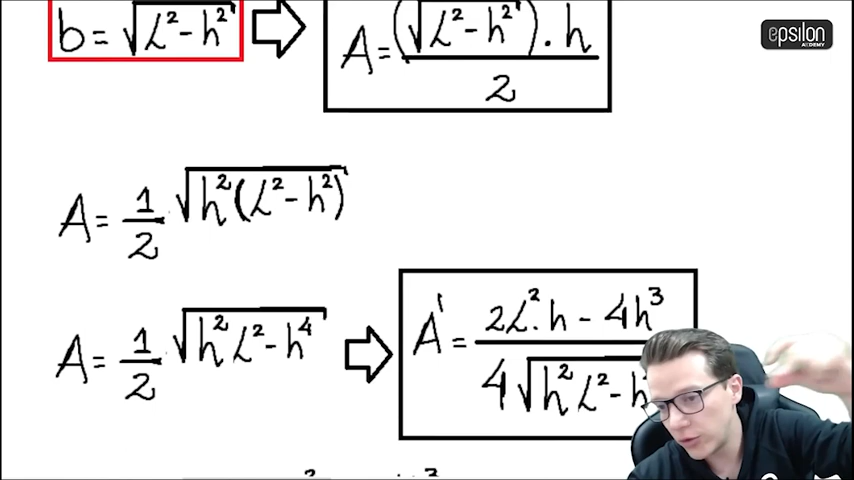 b = √(L² - h²) ⇨ A = (√(L² - h²)) . h / 2
epsilon
ACADEMY
A = 1/2 √(h²(L² - h²))
A = 1/2 √(h²L² - h⁴) ⇨ A' = 2L².h - 4h³ / 4√(h²L² - h